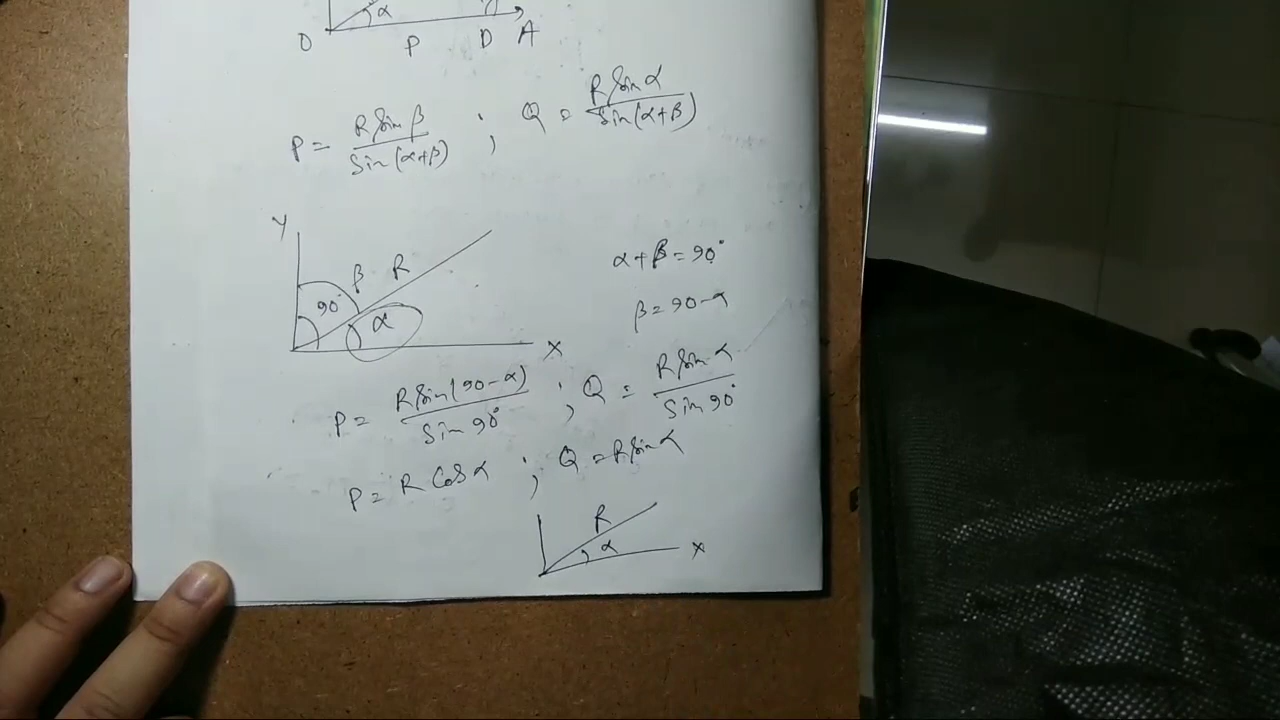 α
O P D A
P = R Sin β / Sin (α+β) ; Q = R Sin α / Sin (α+β)
Y
β R
α+β = 90°
90° α
β = 90-α
X
P = R Sin (90-α) / Sin 90° ; Q = R Sin α / Sin 90°
P = R Cos α ; Q = R Sin α
R
α X